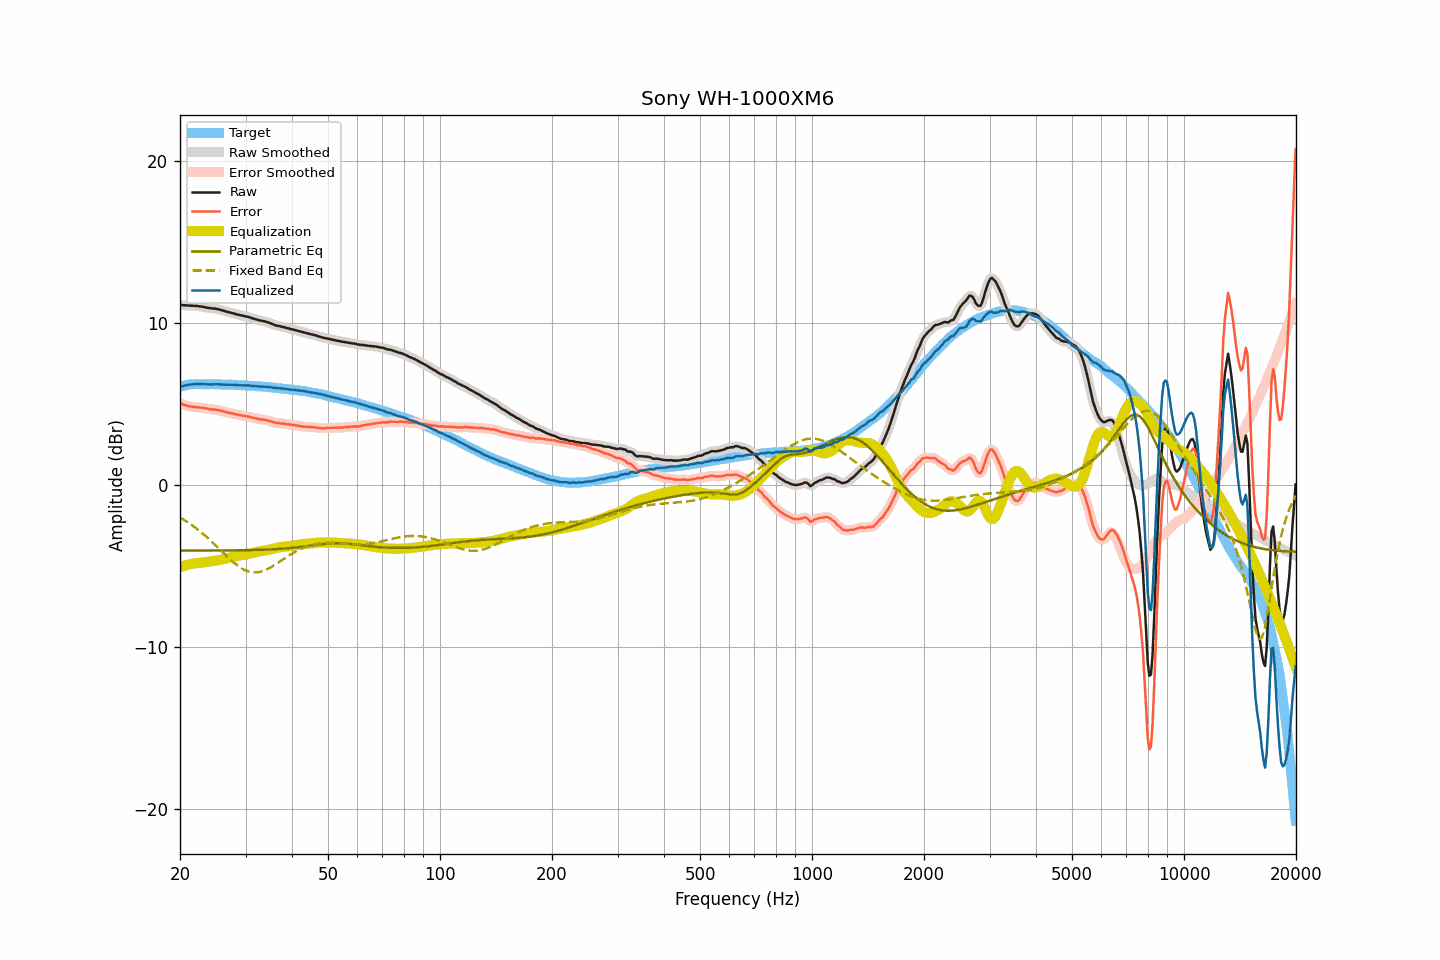 Sony WH-1000XM6
Target
Raw Smoothed
Error Smoothed
Raw
Error
Equalization
Parametric Eq
Fixed Band Eq
Equalized
Amplitude (dBr)
20
10
0
−10
−20
20 50 100 200 500 1000 2000 5000 10000 20000
Frequency (Hz)